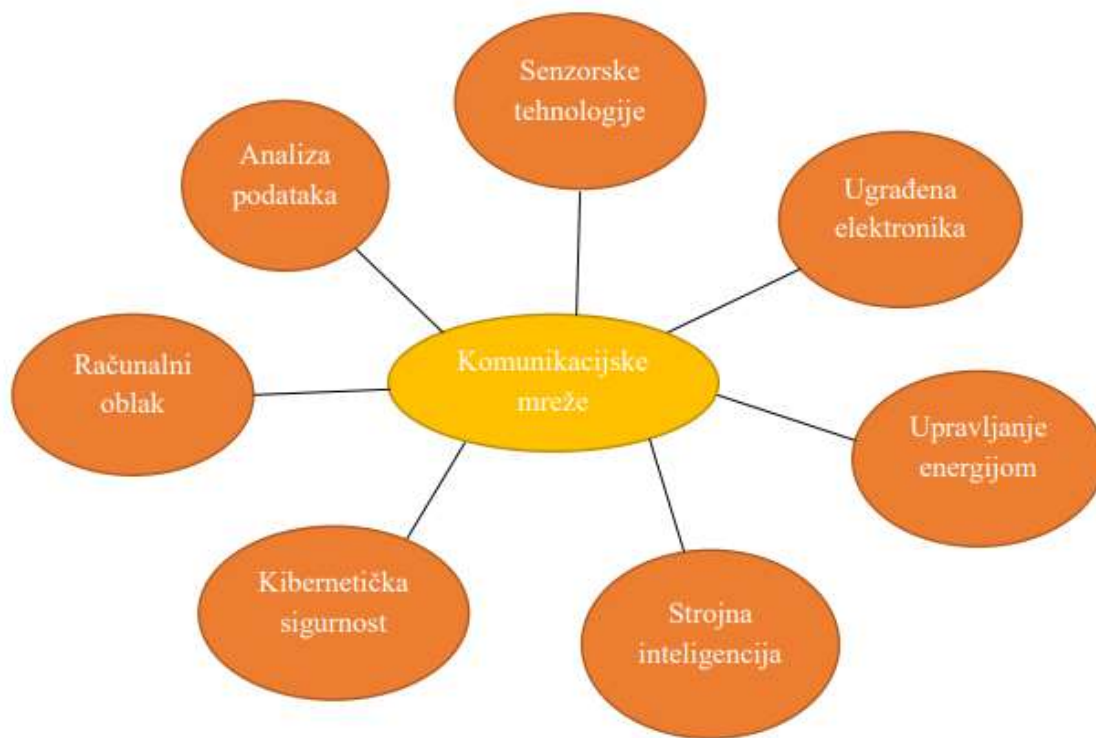 Senzorske
tehnologije
Analiza
podataka
Ugrađena
elektronika
Računalni
oblak
Komunikacijske
mreže
Upravljanje
energijom
Kibernetička
sigurnost
Strojna
inteligencija